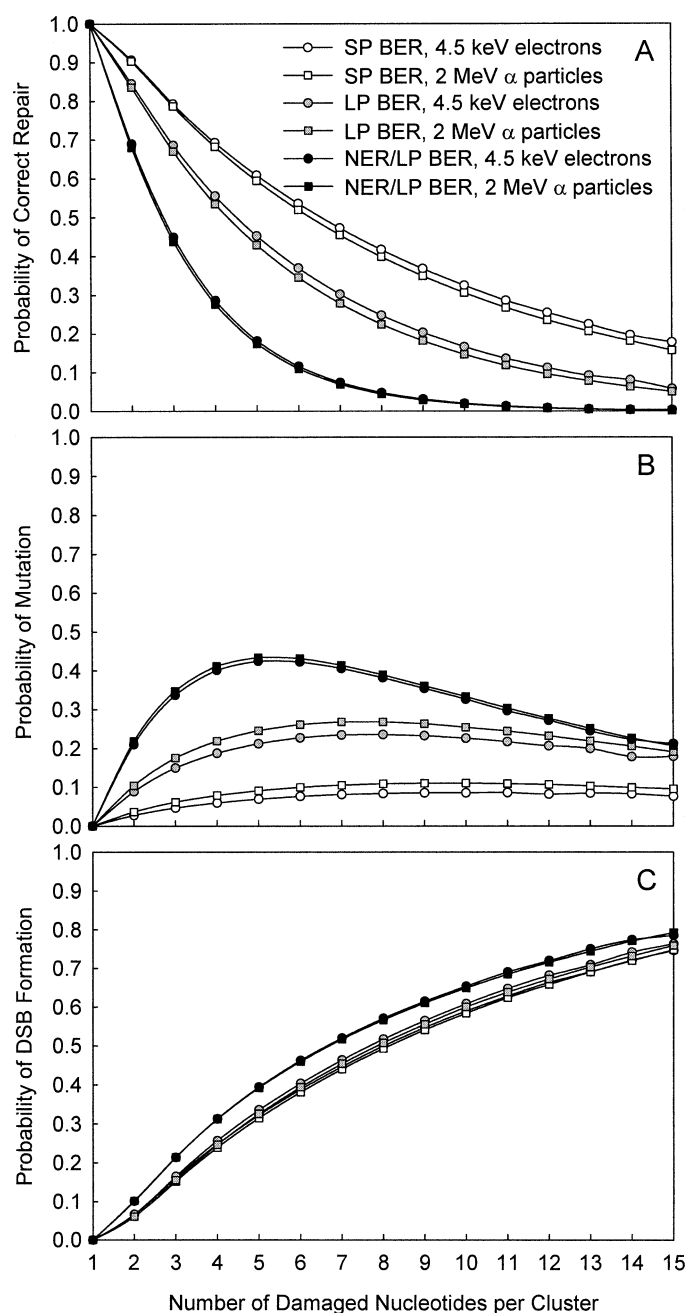 A
SP BER, 4.5 keV electrons
SP BER, 2 MeV α particles
LP BER, 4.5 keV electrons
LP BER, 2 MeV α particles
NER/LP BER, 4.5 keV electrons
NER/LP BER, 2 MeV α particles
Probability of Correct Repair
1.0
0.9
0.8
0.7
0.6
0.5
0.4
0.3
0.2
0.1
0.0
B
Probability of Mutation
1.0
0.9
0.8
0.7
0.6
0.5
0.4
0.3
0.2
0.1
0.0
C
Probability of DSB Formation
1.0
0.9
0.8
0.7
0.6
0.5
0.4
0.3
0.2
0.1
0.0
1 2 3 4 5 6 7 8 9 10 11 12 13 14 15
Number of Damaged Nucleotides per Cluster